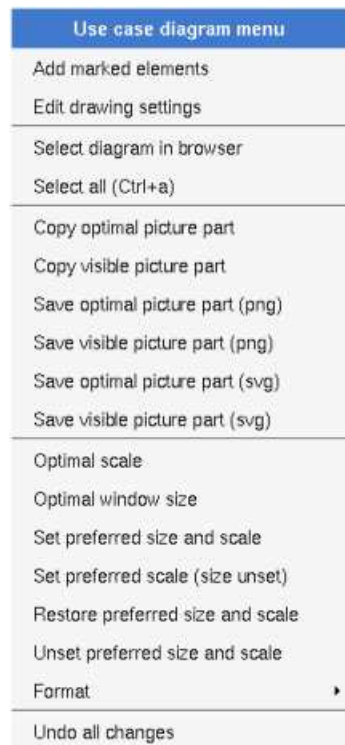 Use case diagram menu
Add marked elements
Edit drawing settings
Select diagram in browser
Select all (Ctrl+a)
Copy optimal picture part
Copy visible picture part
Save optimal picture part (png)
Save visible picture part (png)
Save optimal picture part (svg)
Save visible picture part (svg)
Optimal scale
Optimal window size
Set preferred size and scale
Set preferred scale (size unset)
Restore preferred size and scale
Unset preferred size and scale
Format
Undo all changes